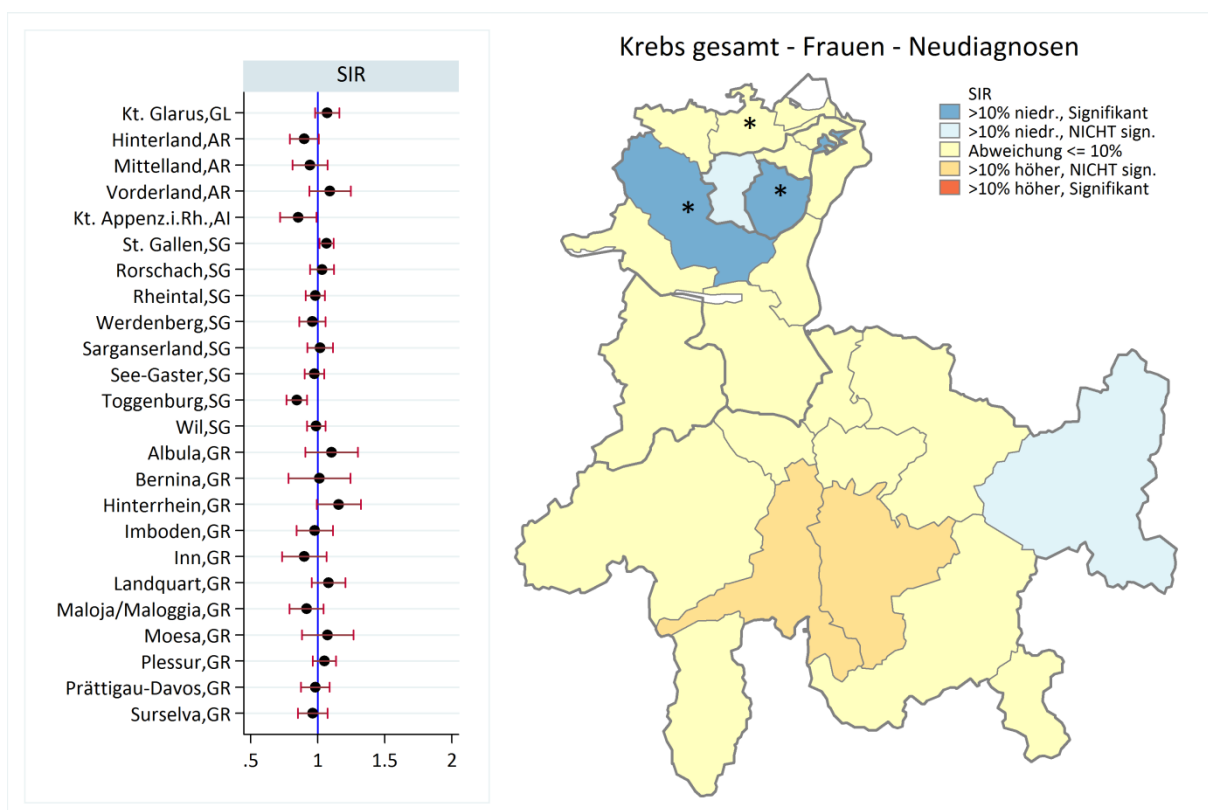 SIR
Kt. Glarus,GL
Hinterland,AR
Mittelland,AR
Vorderland,AR
Kt. Appenz.i.Rh.,AI
St. Gallen,SG
Rorschach,SG
Rheintal,SG
Werdenberg,SG
Sarganserland,SG
See-Gaster,SG
Toggenburg,SG
Wil,SG
Albula,GR
Bernina,GR
Hinterrhein,GR
Imboden,GR
Inn,GR
Landquart,GR
Maloja/Maloggia,GR
Moesa,GR
Plessur,GR
Prättigau-Davos,GR
Surselva,GR
.5 1 1.5 2
Krebs gesamt - Frauen - Neudiagnosen
SIR
>10% niedr., Signifikant
>10% niedr., NICHT sign.
Abweichung <= 10%
>10% höher, NICHT sign.
>10% höher, Signifikant
*
*
*